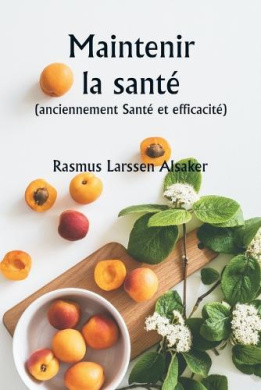 Maintenir
la santé
(anciennement Santé et efficacité)
Rasmus Larssen Alsaker